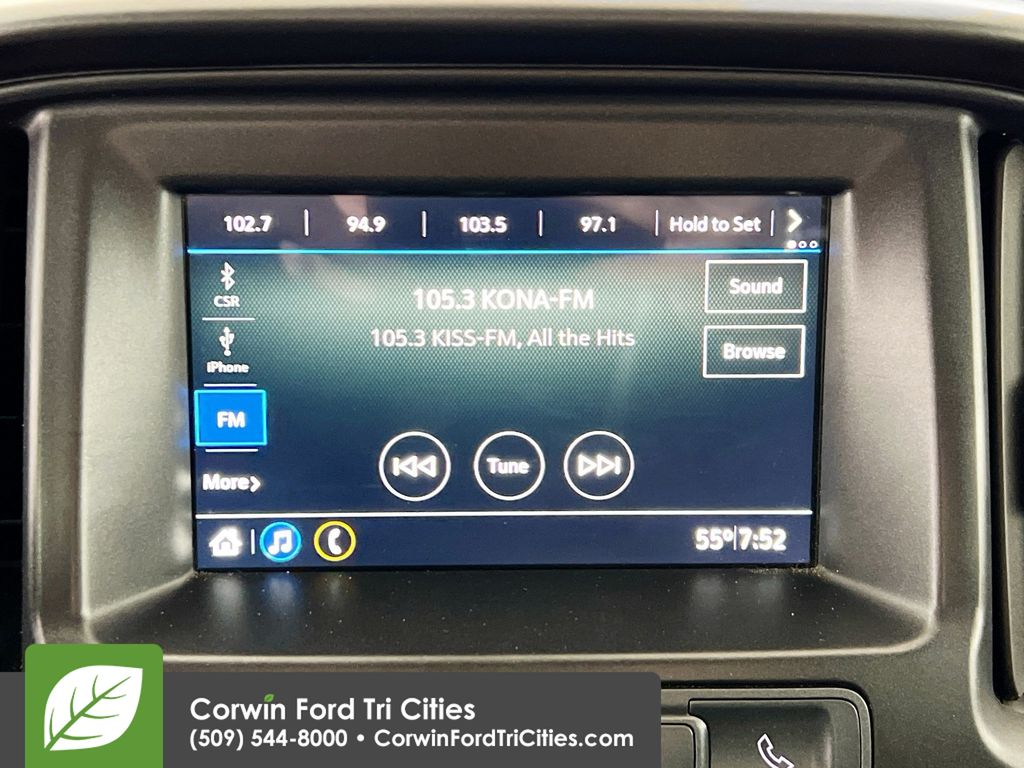 102.7 | 94.9 | 103.5 | 97.1 | Hold to Set |
CSR
iPhone
FM
More
105.3 KONA-FM
105.3 KISS-FM, All the Hits
Sound
Browse
Tune
55° 7:52
Corwin Ford Tri Cities
(509) 544-8000 • CorwinFordTriCities.com